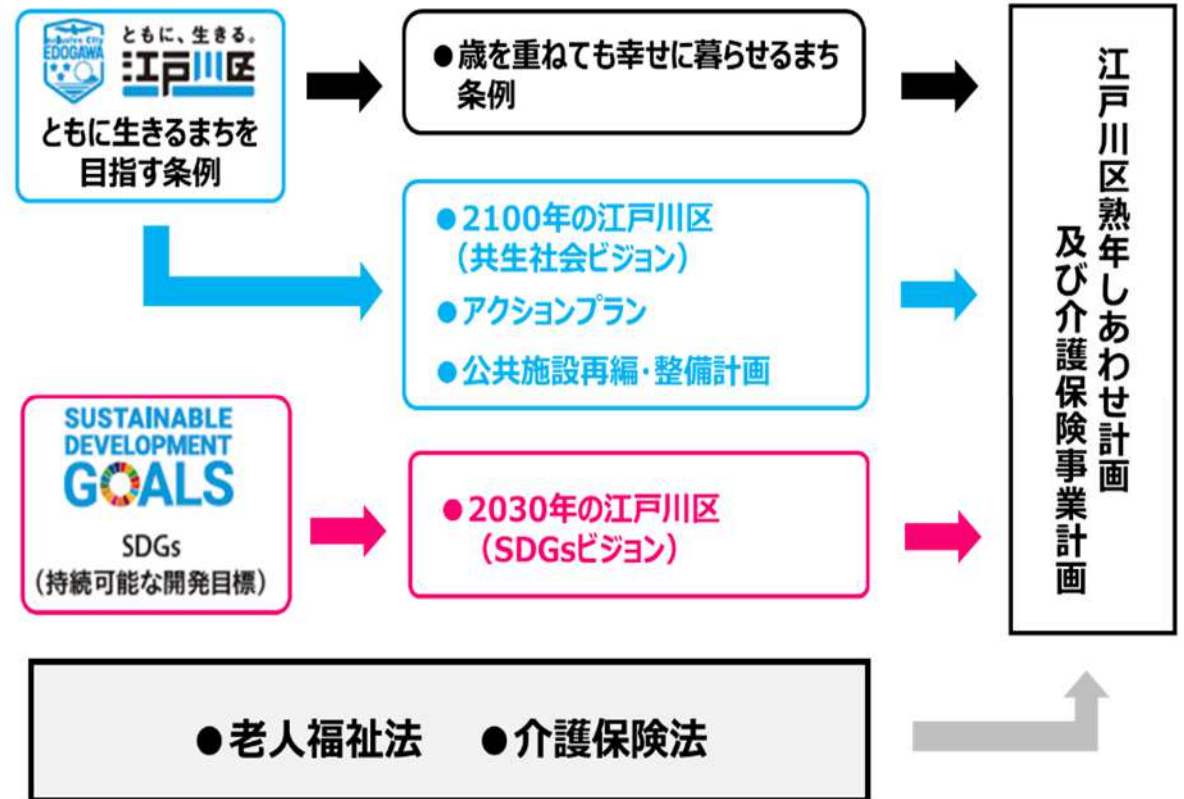 Inclusive City
EDOGAWA
ともに、生きる。
江戸川区
ともに生きるまちを
目指す条例
●歳を重ねても幸せに暮らせるまち
条例
●2100年の江戸川区
（共生社会ビジョン）
●アクションプラン
●公共施設再編・整備計画
SUSTAINABLE
DEVELOPMENT
GOALS
SDGs
（持続可能な開発目標）
●2030年の江戸川区
（SDGsビジョン）
●老人福祉法 ●介護保険法
江戸川区熟年しあわせ計画
及び介護保険事業計画